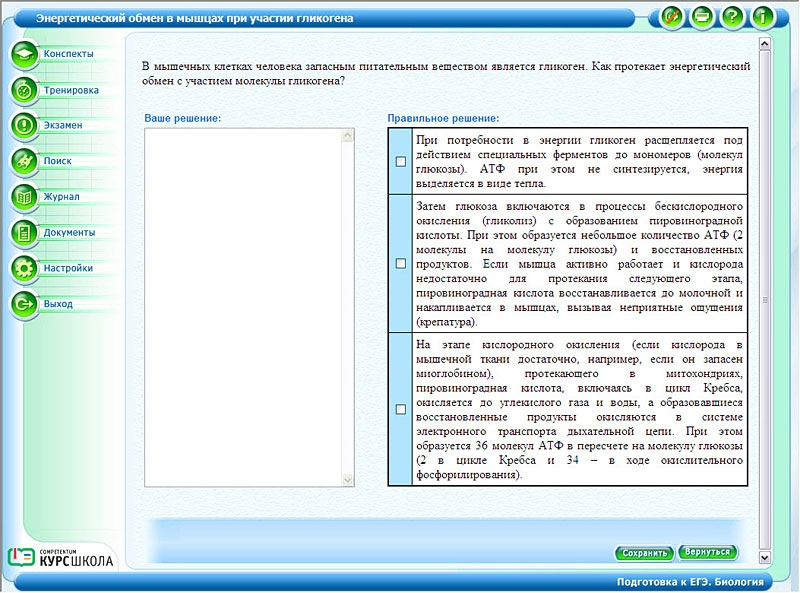 Энергетический обмен в мышцах при участии гликогена
Конспекты
Тренировка
Экзамен
Поиск
Журнал
Документы
Настройки
Выход
В мышечных клетках человека запасным питательным веществом является гликоген. Как протекает энергетический
обмен с участием молекулы гликогена?
Ваше решение:
Правильное решение:
При потребности в энергии гликоген расщепляется под
действием специальных ферментов до мономеров (молекул
глюкозы). АТФ при этом не синтезируется, энергия
выделяется в виде тепла.
Затем глюкоза включаются в процессы бескислородного
окисления (гликолиз) с образованием пировиноградной
кислоты. При этом образуется небольшое количество АТФ (2
молекулы на молекулу глюкозы) и восстановленных
продуктов. Если мышца активно работает и кислорода
недостаточно для протекания следующего этапа,
пировиноградная кислота восстанавливается до молочной и
накапливается в мышцах, вызывая неприятные ощущения
(крепатура).
На этапе кислородного окисления (если кислорода в
мышечной ткани достаточно, например, если он запасен
миоглобином), протекающего в митохондриях,
пировиноградная кислота, включаясь в цикл Кребса,
окисляется до углекислого газа и воды, а образовавшиеся
восстановленные продукты окисляются в системе
электронного транспорта дыхательной цепи. При этом
образуется 36 молекул АТФ в пересчете на молекулу глюкозы
(2 в цикле Кребса и 34 – в ходе окислительного
фосфорилирования).
Сохранить
Вернуться
COMPETENTUM
КУРСШКОЛА
Подготовка к ЕГЭ. Биология